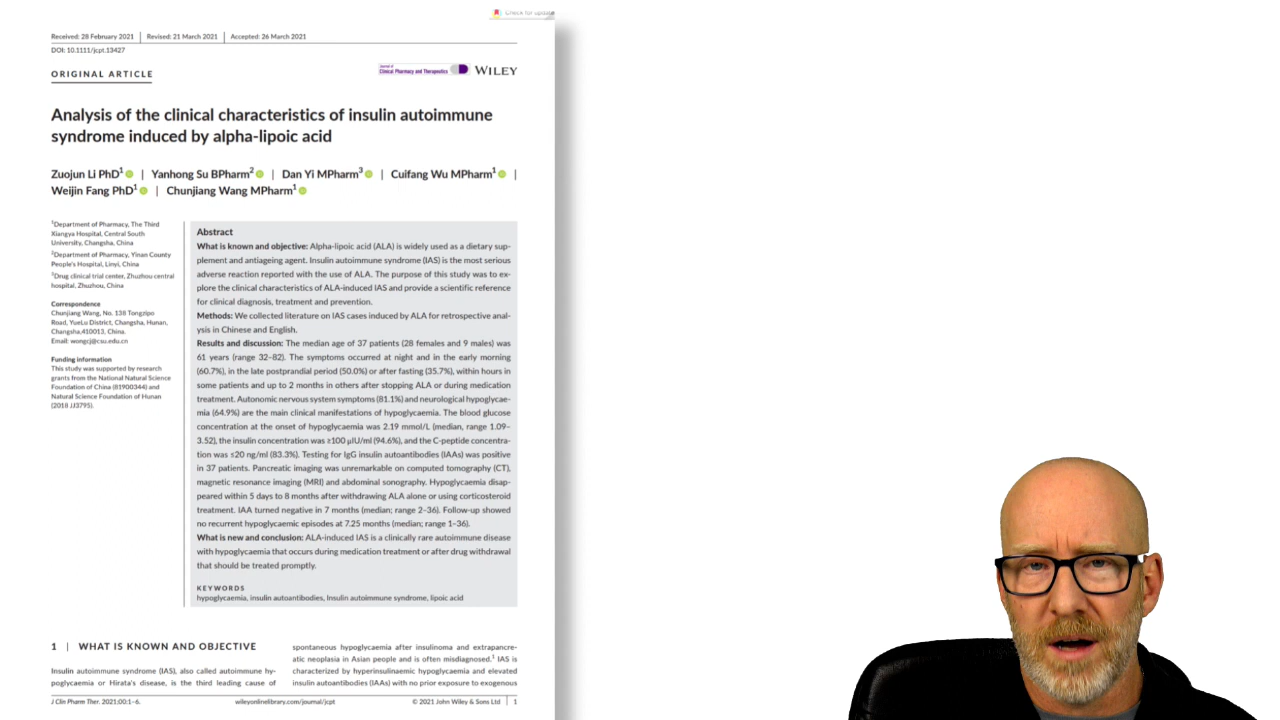 Check for updates
Received: 28 February 2021 | Revised: 21 March 2021 | Accepted: 26 March 2021
DOI: 10.1111/jcpt.13427
ORIGINAL ARTICLE
Journal of
Clinical Pharmacy and Therapeutics
WILEY
Analysis of the clinical characteristics of insulin autoimmune
syndrome induced by alpha-lipoic acid
Zuojun Li PhD1 | Yanhong Su BPharm2 | Dan Yi MPharm3 | Cuifang Wu MPharm1 |
Weijin Fang PhD1 | Chunjiang Wang MPharm1
1Department of Pharmacy, The Third
Xiangya Hospital, Central South
University, Changsha, China
2Department of Pharmacy, Yinan County
People's Hospital, Linyi, China
3Drug clinical trial center, Zhuzhou central
hospital, Zhuzhou, China
Correspondence
Chunjiang Wang, No. 138 Tongzipo
Road, YueLu District, Changsha, Hunan,
Changsha,410013, China.
Email: wongcj@csu.edu.cn
Funding information
This study was supported by research
grants from the National Natural Science
Foundation of China (81900344) and
Natural Science Foundation of Hunan
(2018 JJ3795).
Abstract
What is known and objective: Alpha-lipoic acid (ALA) is widely used as a dietary sup-
plement and antiageing agent. Insulin autoimmune syndrome (IAS) is the most serious
adverse reaction reported with the use of ALA. The purpose of this study was to ex-
plore the clinical characteristics of ALA-induced IAS and provide a scientific reference
for clinical diagnosis, treatment and prevention.
Methods: We collected literature on IAS cases induced by ALA for retrospective anal-
ysis in Chinese and English.
Results and discussion: The median age of 37 patients (28 females and 9 males) was
61 years (range 32–82). The symptoms occurred at night and in the early morning
(60.7%), in the late postprandial period (50.0%) or after fasting (35.7%), within hours in
some patients and up to 2 months in others after stopping ALA or during medication
treatment. Autonomic nervous system symptoms (81.1%) and neurological hypoglycae-
mia (64.9%) are the main clinical manifestations of hypoglycaemia. The blood glucose
concentration at the onset of hypoglycaemia was 2.19 mmol/L (median, range 1.09–
3.52), the insulin concentration was ≥100 μIU/ml (94.6%), and the C-peptide concentra-
tion was ≤20 ng/ml (83.3%). Testing for IgG insulin autoantibodies (IAAs) was positive
in 37 patients. Pancreatic imaging was unremarkable on computed tomography (CT),
magnetic resonance imaging (MRI) and abdominal sonography. Hypoglycaemia disap-
peared within 5 days to 8 months after withdrawing ALA alone or using corticosteroid
treatment. IAA turned negative in 7 months (median; range 2–36). Follow-up showed
no recurrent hypoglycaemic episodes at 7.25 months (median; range 1–36).
What is new and conclusion: ALA-induced IAS is a clinically rare autoimmune disease
with hypoglycaemia that occurs during medication treatment or after drug withdrawal
that should be treated promptly.
KEYWORDS
hypoglycaemia, insulin autoantibodies, Insulin autoimmune syndrome, lipoic acid
1 | WHAT IS KNOWN AND OBJECTIVE
Insulin autoimmune syndrome (IAS), also called autoimmune hy-
poglycaemia or Hirata's disease, is the third leading cause of
spontaneous hypoglycaemia after insulinoma and extrapancre-
atic neoplasia in Asian people and is often misdiagnosed.1 IAS is
characterized by hyperinsulinaemic hypoglycaemia and elevated
insulin autoantibodies (IAAs) with no prior exposure to exogenous
J Clin Pharm Ther. 2021;00:1–6.
wileyonlinelibrary.com/journal/jcpt
© 2021 John Wiley & Sons Ltd | 1